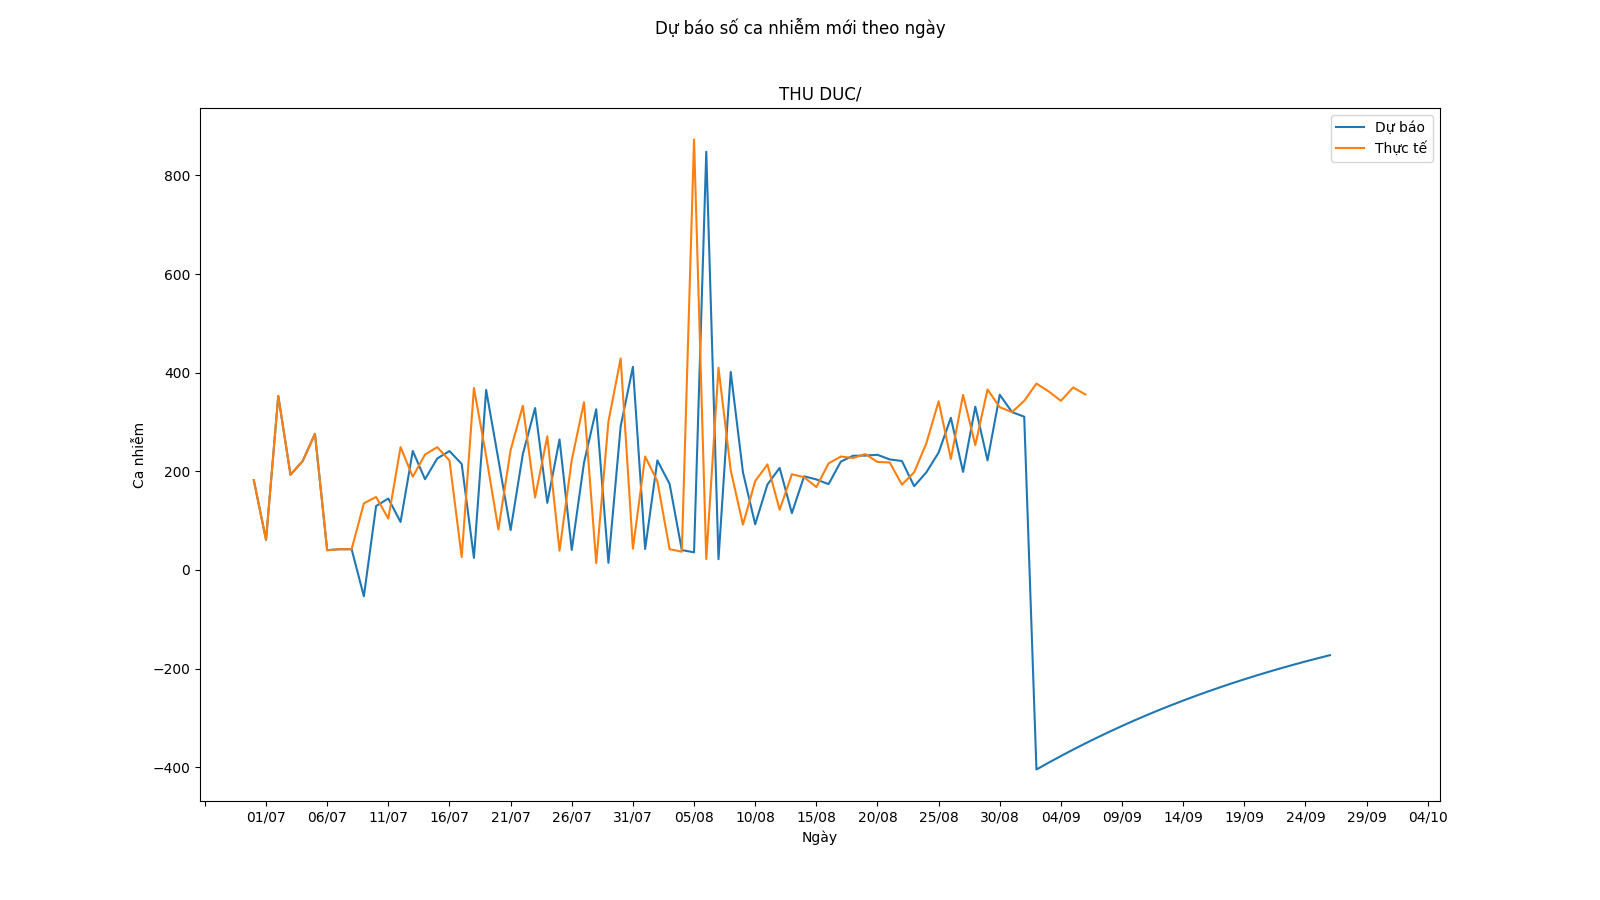 Dự báo số ca nhiễm mới theo ngày
THU DUC/
Dự báo
Thực tế
800
600
400
200
0
−200
−400
Ca nhiễm
01/07 06/07 11/07 16/07 21/07 26/07 31/07 05/08 10/08 15/08 20/08 25/08 30/08 04/09 09/09 14/09 19/09 24/09 29/09 04/10
Ngày